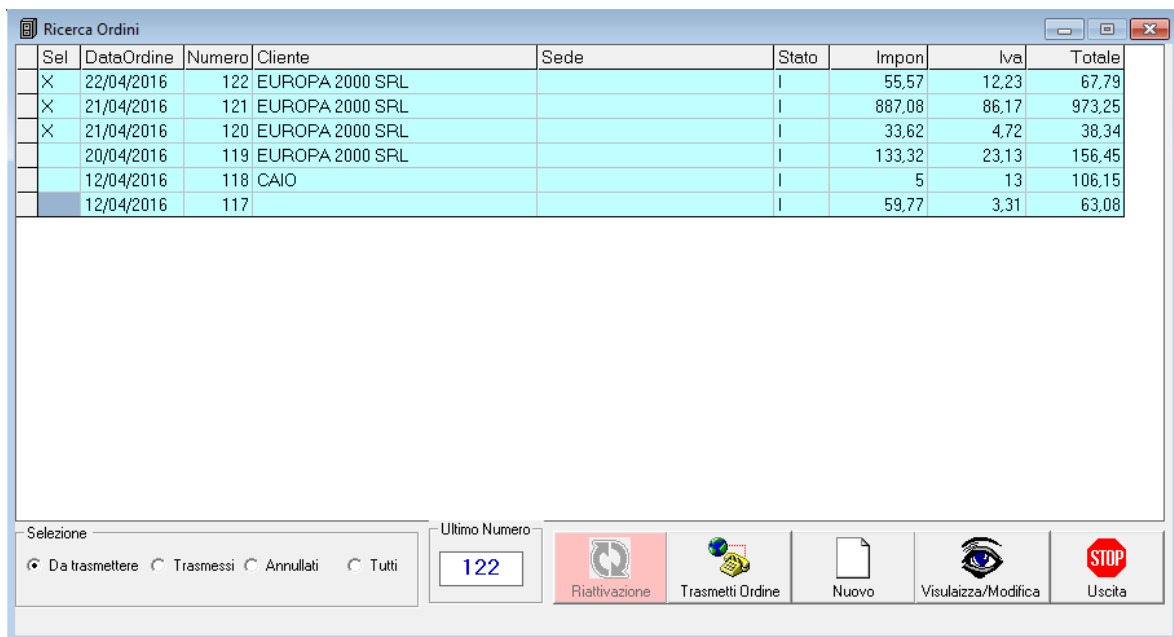 Ricerca Ordini
Sel DataOrdine Numero Cliente Sede Stato Impon Iva Totale
X 22/04/2016 122 EUROPA 2000 SRL I 55,57 12,23 67,79
X 21/04/2016 121 EUROPA 2000 SRL I 887,08 86,17 973,25
X 21/04/2016 120 EUROPA 2000 SRL I 33,62 4,72 38,34
20/04/2016 119 EUROPA 2000 SRL I 133,32 23,13 156,45
12/04/2016 118 CAIO I 5 13 106,15
12/04/2016 117 I 59,77 3,31 63,08
Selezione
Da trasmettere Trasmessi Annullati Tutti
Ultimo Numero
122
Riattivazione
Trasmetti Ordine
Nuovo
Visulaizza/Modifica
STOP
Uscita